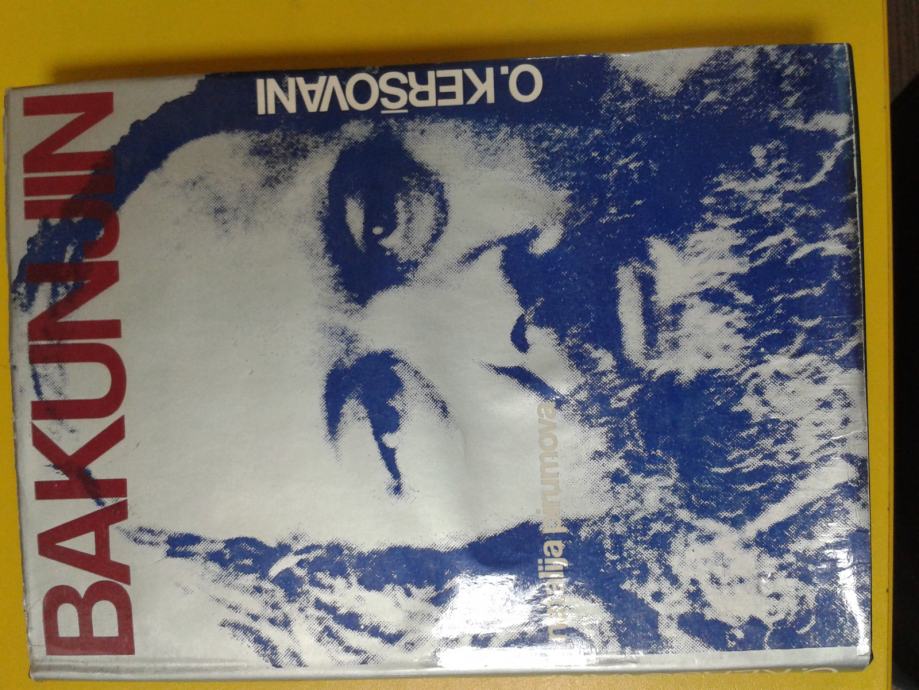 BAKUNJIN
natalija pirumova
O. KERŠOVANI